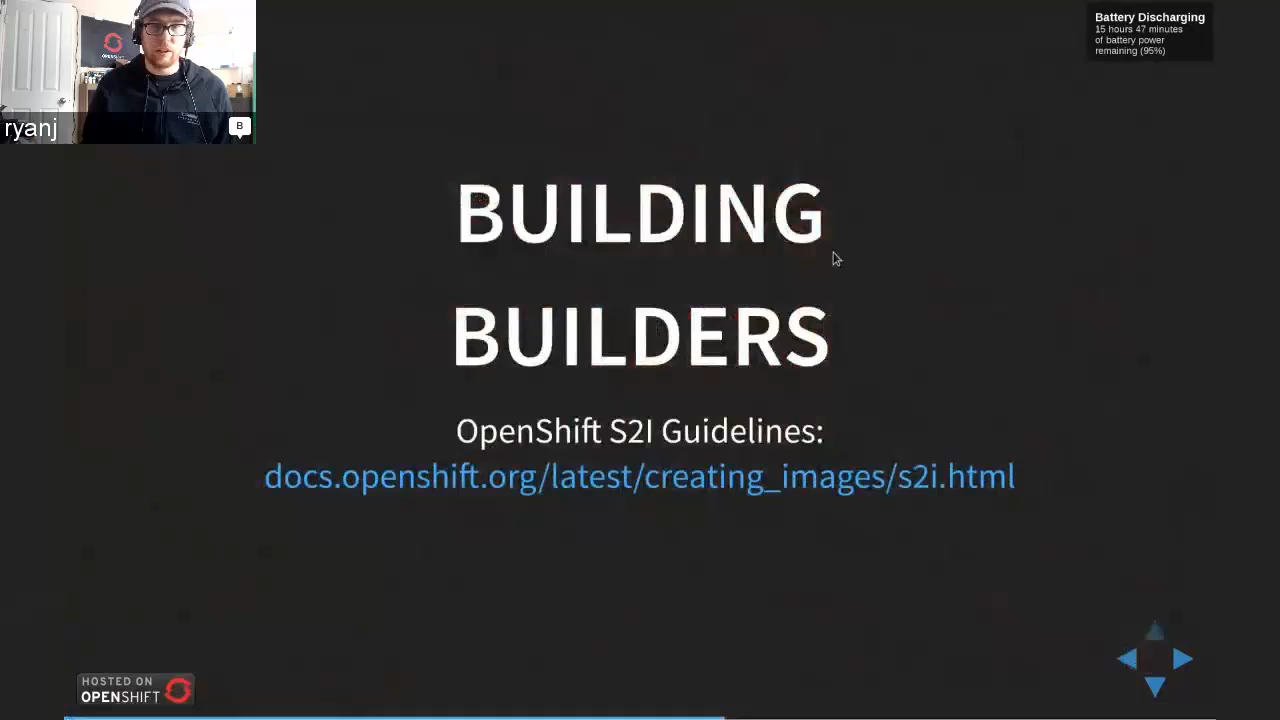 OPENSHIFT
ryanj
B
Battery Discharging
15 hours 47 minutes
of battery power
remaining (95%)
BUILDING
BUILDERS
OpenShift S2I Guidelines:
docs.openshift.org/latest/creating_images/s2i.html
HOSTED ON
OPENSHIFT